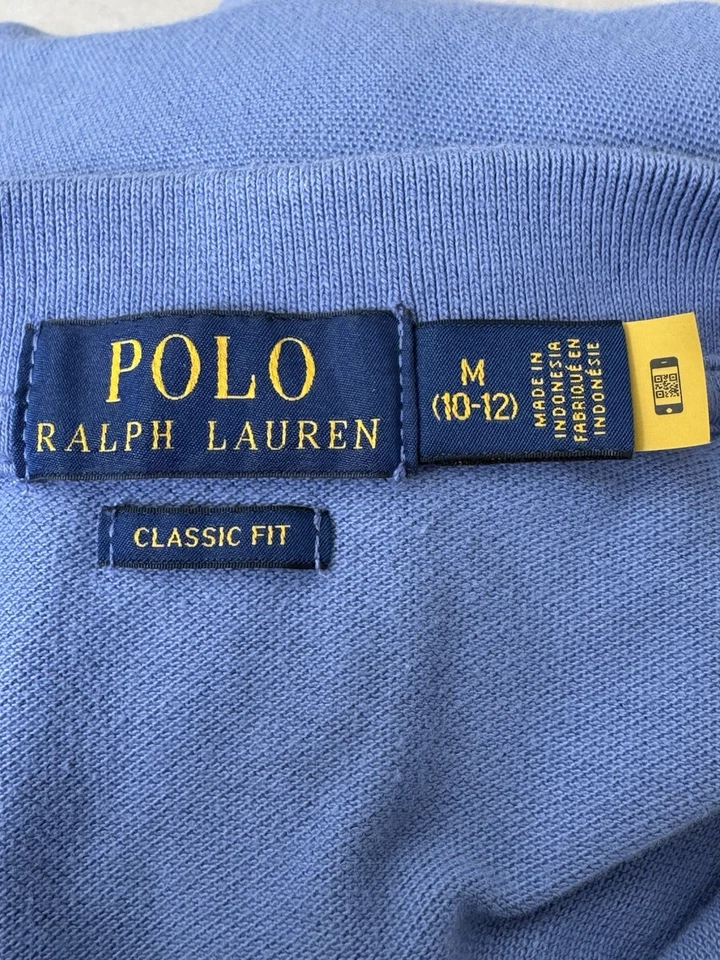 POLO
RALPH LAUREN
M
(10-12)
MADE IN
INDONESIA
FABRIQUÉ EN
INDONÉSIE
CLASSIC FIT